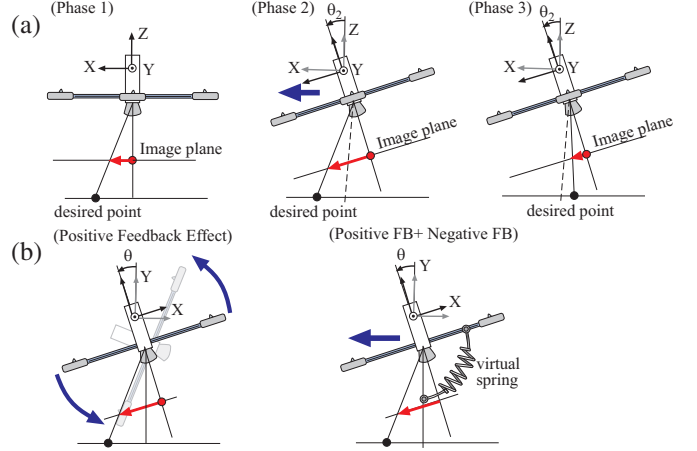 (Phase 1)
(Phase 2)
(Phase 3)
(a)
θ2
θ2
Z
Z
Z
X
Y
X
Y
X
Y
Image plane
Image plane
Image plane
desired point
desired point
desired point
(Positive Feedback Effect)
(Positive FB+ Negative FB)
(b)
θ
Y
θ
Y
X
X
virtual
spring